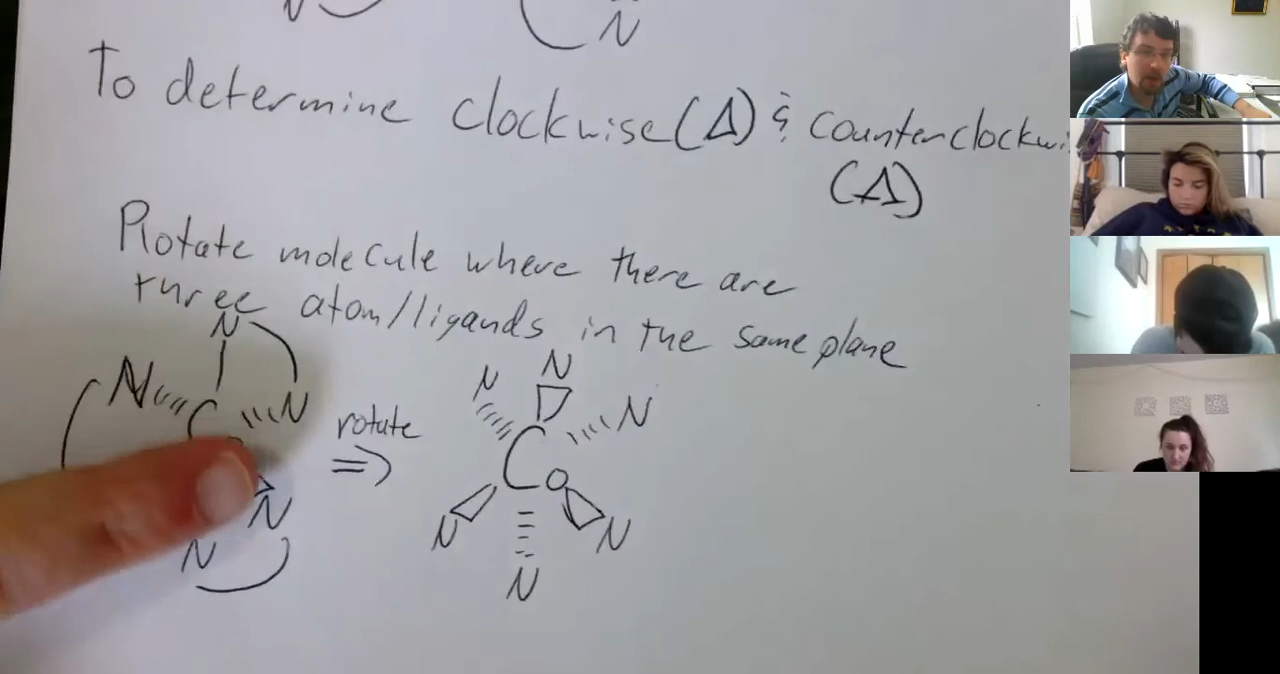 N N
To determine clockwise (Δ) & counterclockwi
(Δ)
Rotate molecule where there are
three atom/ligands in the same plane
N
N N
rotate
⇒
N
N
N
N N
Co
N N
N